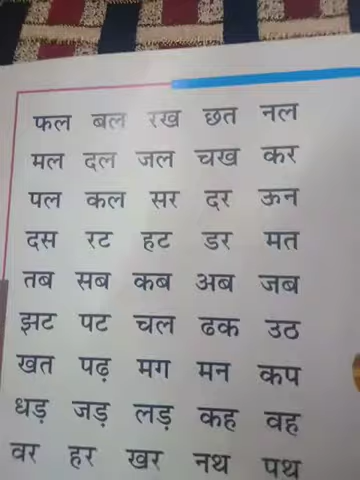 फल बल रख छत नल
मल दल जल चख कर
पल कल सर दर ऊन
दस रट हट डर मत
तब सब कब अब जब
झट पट चल ढक उठ
खत पढ़ मग मन कप
धड़ जड़ लड़ कह वह
वर हर खर नथ पथ